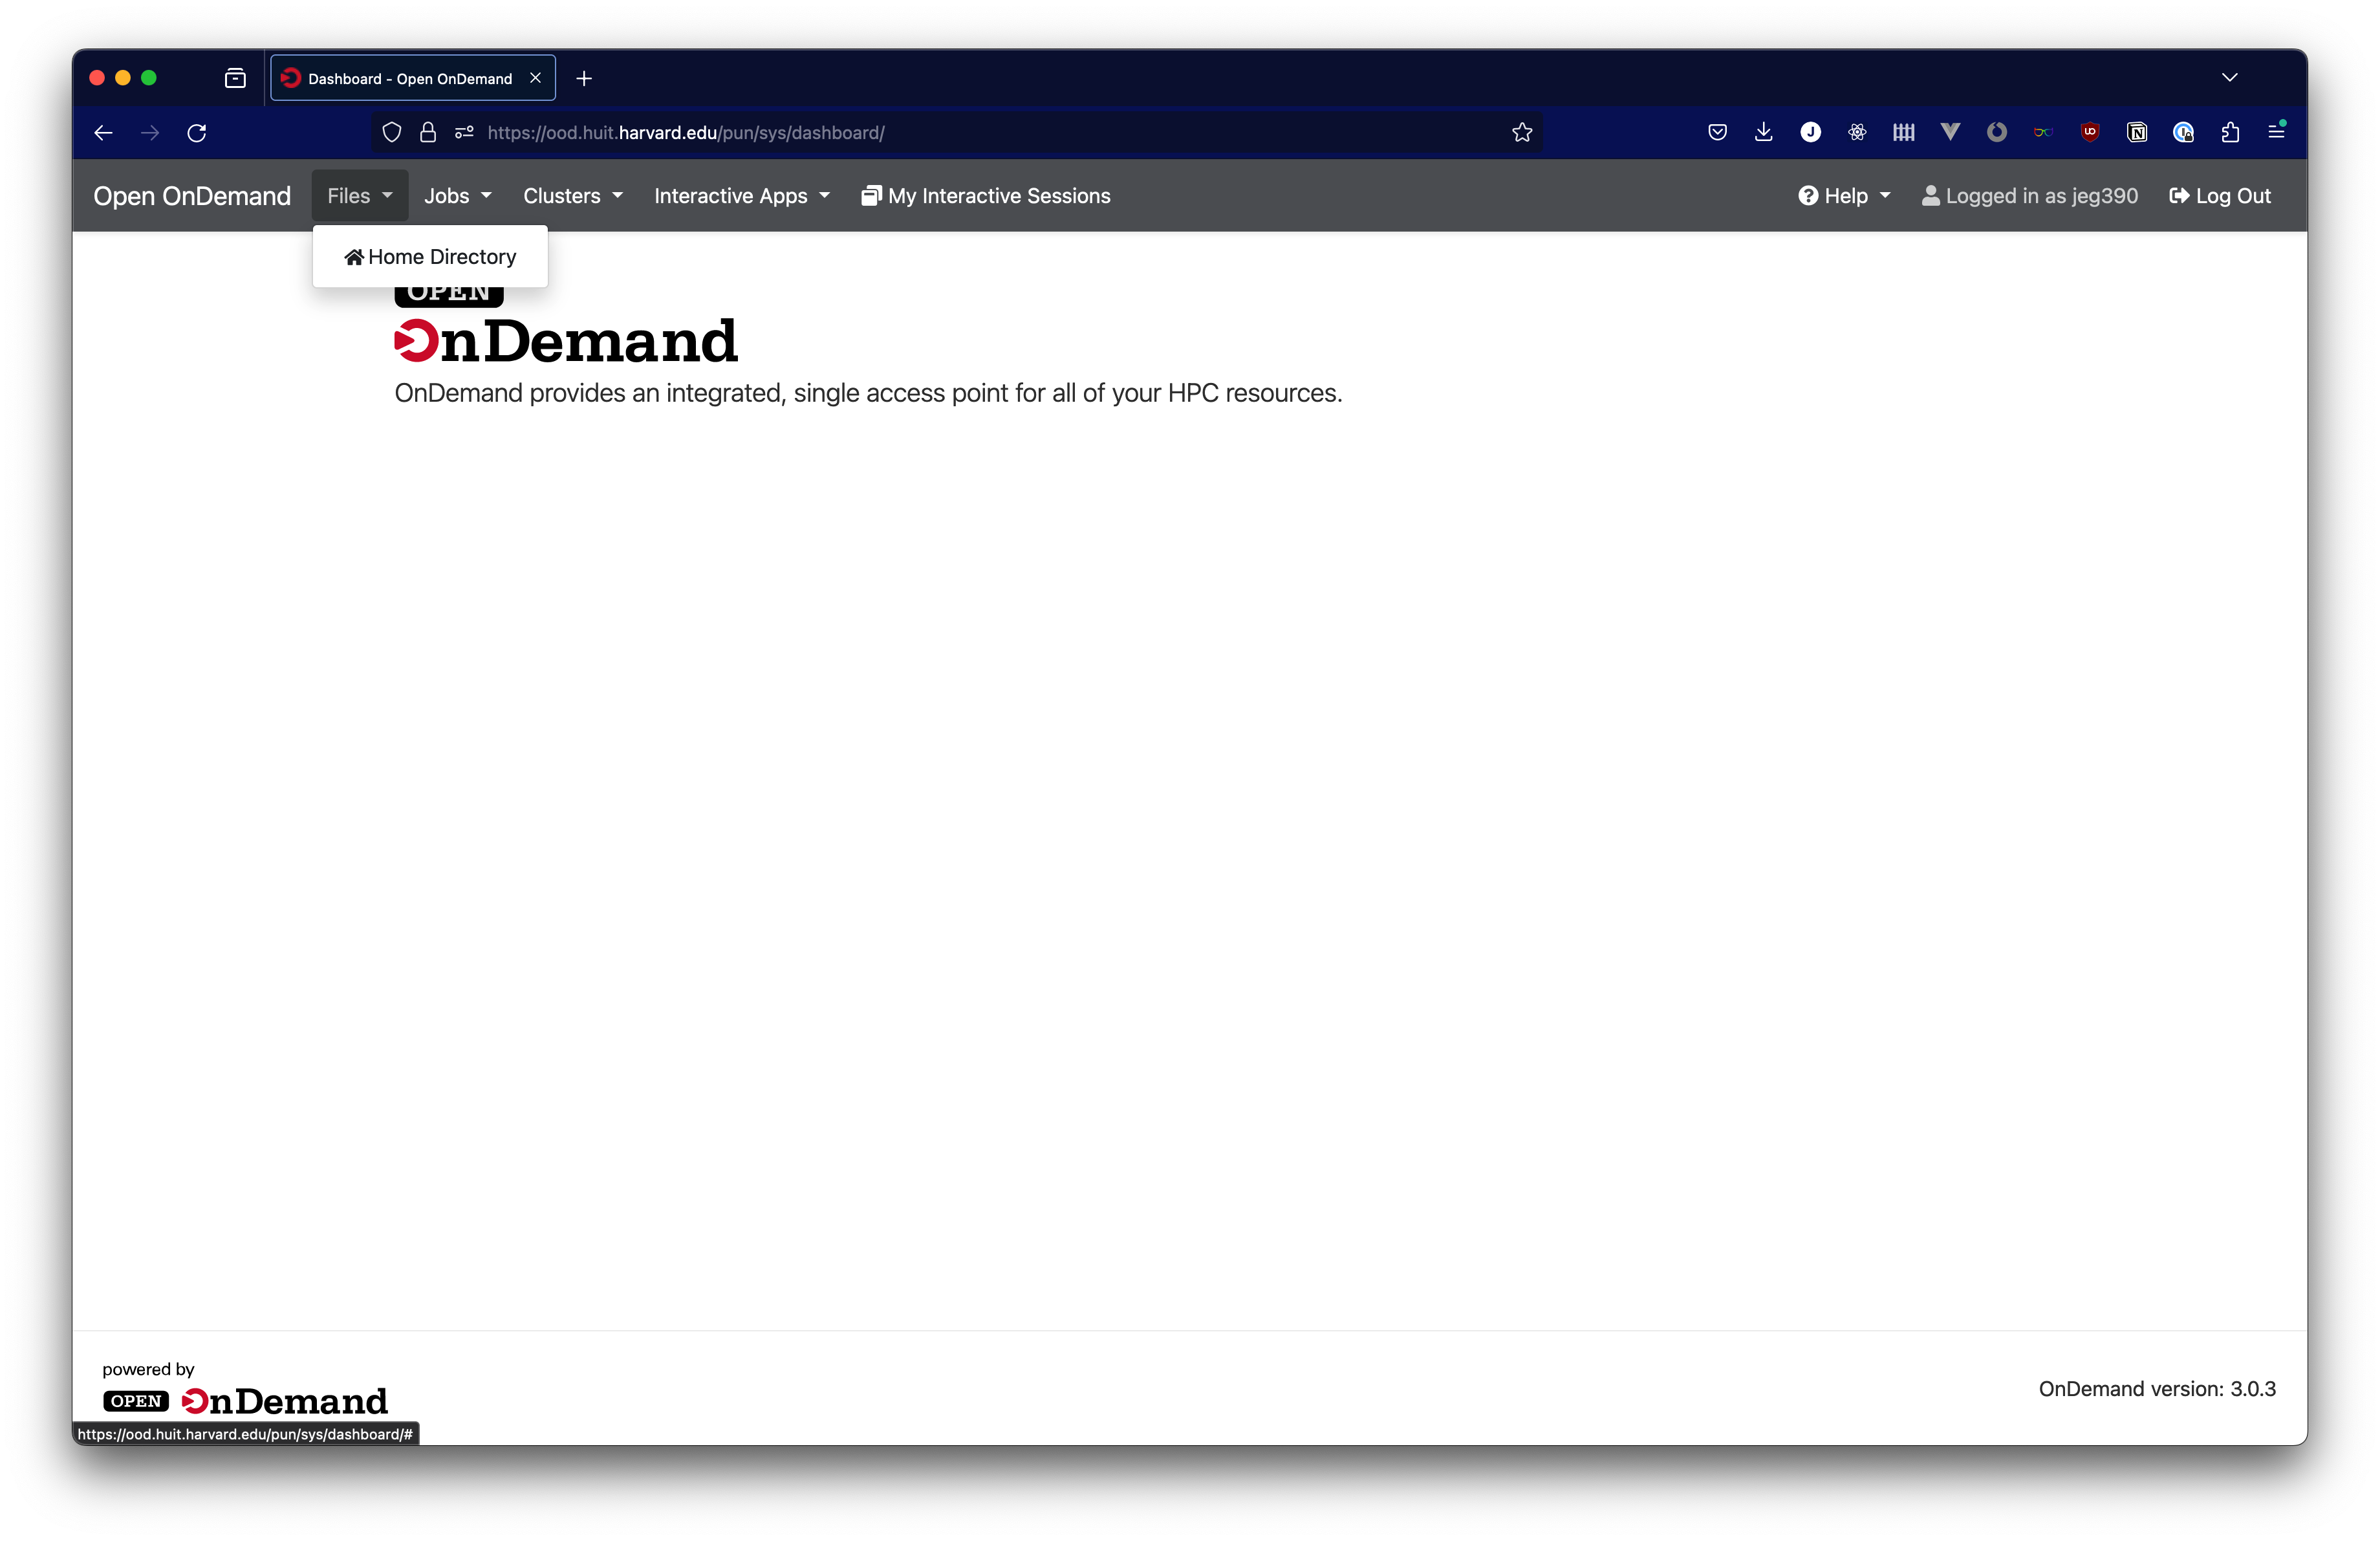 Dashboard - Open OnDemand
https://ood.huit.harvard.edu/pun/sys/dashboard/
Open OnDemand Files Jobs Clusters Interactive Apps My Interactive Sessions Help Logged in as jeg390 Log Out
Home Directory
OPEN
OnDemand
OnDemand provides an integrated, single access point for all of your HPC resources.
powered by
OPEN OnDemand
OnDemand version: 3.0.3
https://ood.huit.harvard.edu/pun/sys/dashboard/#